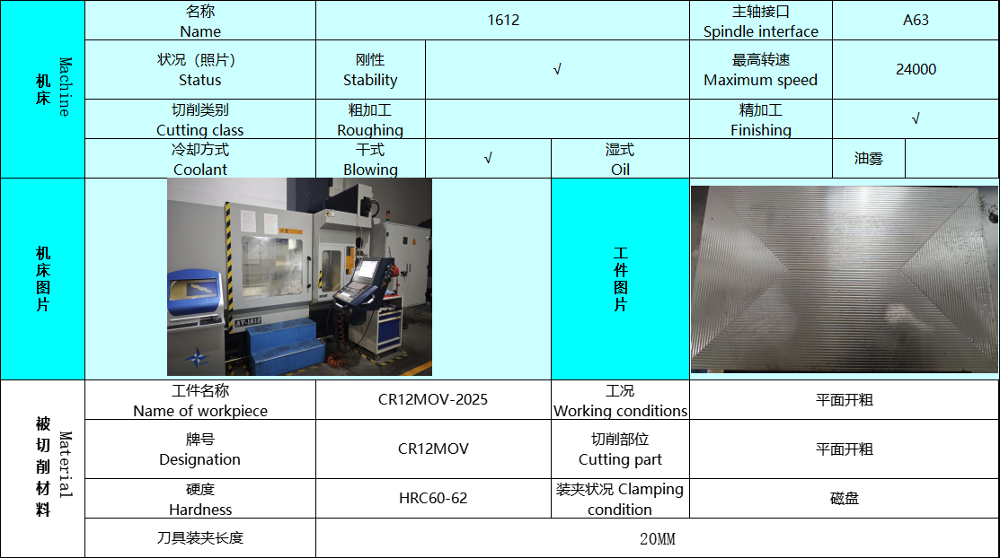 机床
Machine
名称
Name
1612
主轴接口
Spindle interface
A63
状况（照片）
Status
刚性
Stability
√
最高转速
Maximum speed
24000
切削类别
Cutting class
粗加工
Roughing
精加工
Finishing
√
冷却方式
Coolant
干式
Blowing
√
湿式
Oil
油雾
机床图片
工件图片
被切削材料
Material
工件名称
Name of workpiece
CR12MOV-2025
工况
Working conditions
平面开粗
牌号
Designation
CR12MOV
切削部位
Cutting part
平面开粗
硬度
Hardness
HRC60-62
装夹状况 Clamping
condition
磁盘
刀具装夹长度
20MM